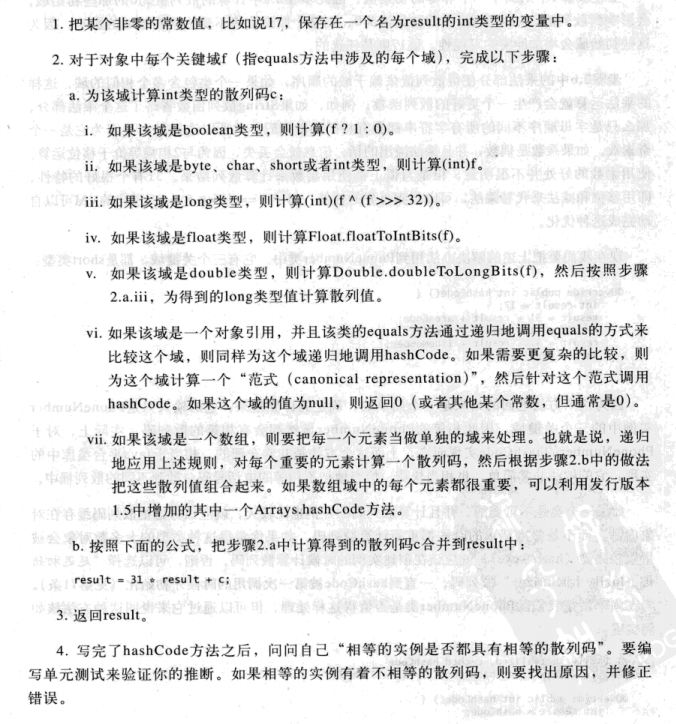 1. 把某个非零的常数值，比如说17，保存在一个名为result的int类型的变量中。
2. 对于对象中每个关键域f（指equals方法中涉及的每个域），完成以下步骤：
a. 为该域计算int类型的散列码c：
i. 如果该域是boolean类型，则计算(f ? 1 : 0)。
ii. 如果该域是byte、char、short或者int类型，则计算(int)f。
iii. 如果该域是long类型，则计算(int)(f ^ (f >>> 32))。
iv. 如果该域是float类型，则计算Float.floatToIntBits(f)。
v. 如果该域是double类型，则计算Double.doubleToLongBits(f)，然后按照步骤
2.a.iii，为得到的long类型值计算散列值。
vi. 如果该域是一个对象引用，并且该类的equals方法通过递归地调用equals的方式来
比较这个域，则同样为这个域递归地调用hashCode。如果需要更复杂的比较，则
为这个域计算一个“范式（canonical representation）”，然后针对这个范式调用
hashCode。如果这个域的值为null，则返回0（或者其他某个常数，但通常是0）。
vii. 如果该域是一个数组，则要把每一个元素当做单独的域来处理。也就是说，递归
地应用上述规则，对每个重要的元素计算一个散列码，然后根据步骤2.b中的做法
把这些散列值组合起来。如果数组域中的每个元素都很重要，可以利用发行版本
1.5中增加的其中一个Arrays.hashCode方法。
b. 按照下面的公式，把步骤2.a中计算得到的散列码c合并到result中：
result = 31 * result + c;
3. 返回result。
4. 写完了hashCode方法之后，问问自己“相等的实例是否都具有相等的散列码”。要编
写单元测试来验证你的推断。如果相等的实例有着不相等的散列码，则要找出原因，并修正
错误。